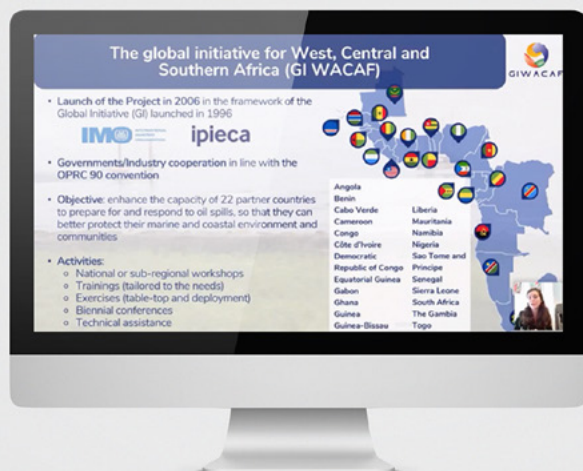 The global initiative for West, Central and
Southern Africa (GI WACAF)
GIWACAF
• Launch of the Project in 2006 in the framework of the
Global Initiative (GI) launched in 1996
IMO
ipieca
• Governments/Industry cooperation in line with the
OPRC 90 convention
• Objective: enhance the capacity of 22 partner countries
to prepare for and respond to oil spills, so that they can
better protect their marine and coastal environment and
communities
• Activities:
○ National or sub-regional workshops
○ Trainings (tailored to the needs)
○ Exercises (table-top and deployment)
○ Biennial conferences
○ Technical assistance
Angola
Benin
Cabo Verde
Cameroon
Congo
Côte d'Ivoire
Democratic
Republic of Congo
Equatorial Guinea
Gabon
Ghana
Guinea
Guinea-Bissau
Liberia
Mauritania
Namibia
Nigeria
Sao Tome and
Principe
Senegal
Sierra Leone
South Africa
The Gambia
Togo